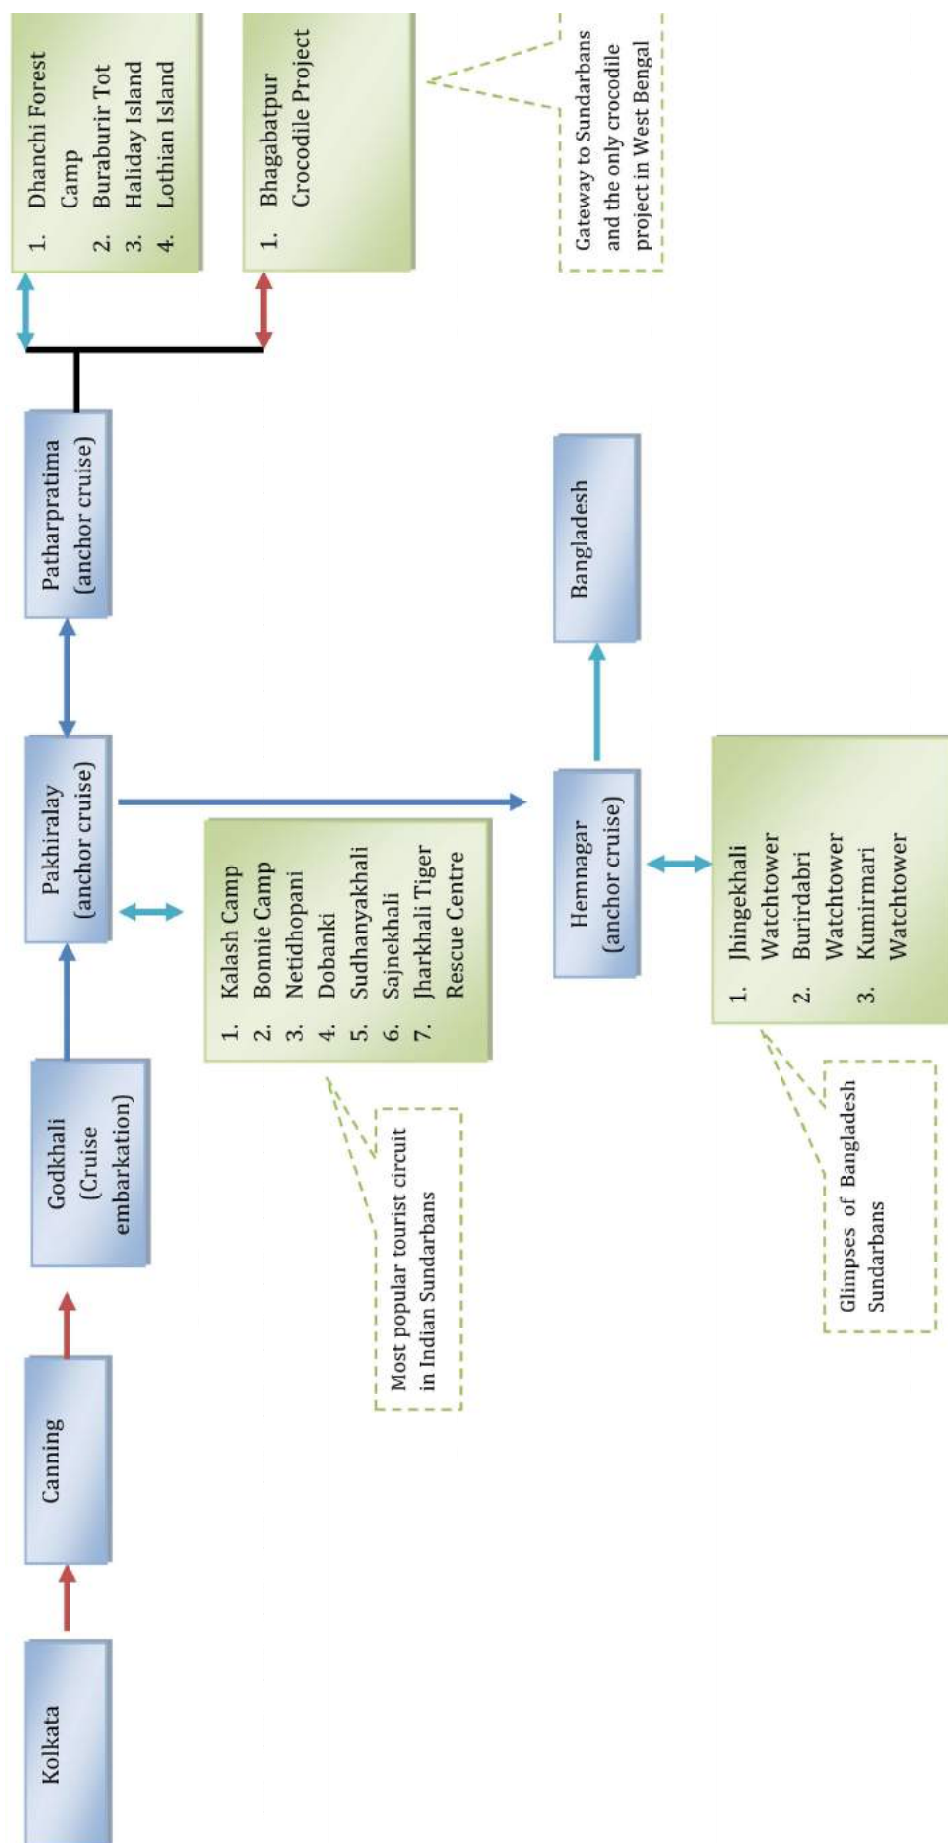 Kolkata
Canning
Godkhali
(Cruise
embarkation)
Pakhiralay
(anchor cruise)
Patharpratima
(anchor cruise)
1. Dhanchi Forest
Camp
2. Buraburir Tot
3. Haliday Island
4. Lothian Island
1. Bhagabatpur
Crocodile Project
Gateway to Sundarbans
and the only crocodile
project in West Bengal
1. Kalash Camp
2. Bonnie Camp
3. Netidhopani
4. Dobanki
5. Sudhanyakhali
6. Sajnekhali
7. Jharkhali Tiger
Rescue Centre
Most popular tourist circuit
in Indian Sundarbans
Hemnagar
(anchor cruise)
Bangladesh
1. Jhingekhali
Watchtower
2. Burirdabri
Watchtower
3. Kumirmari
Watchtower
Glimpses of Bangladesh
Sundarbans